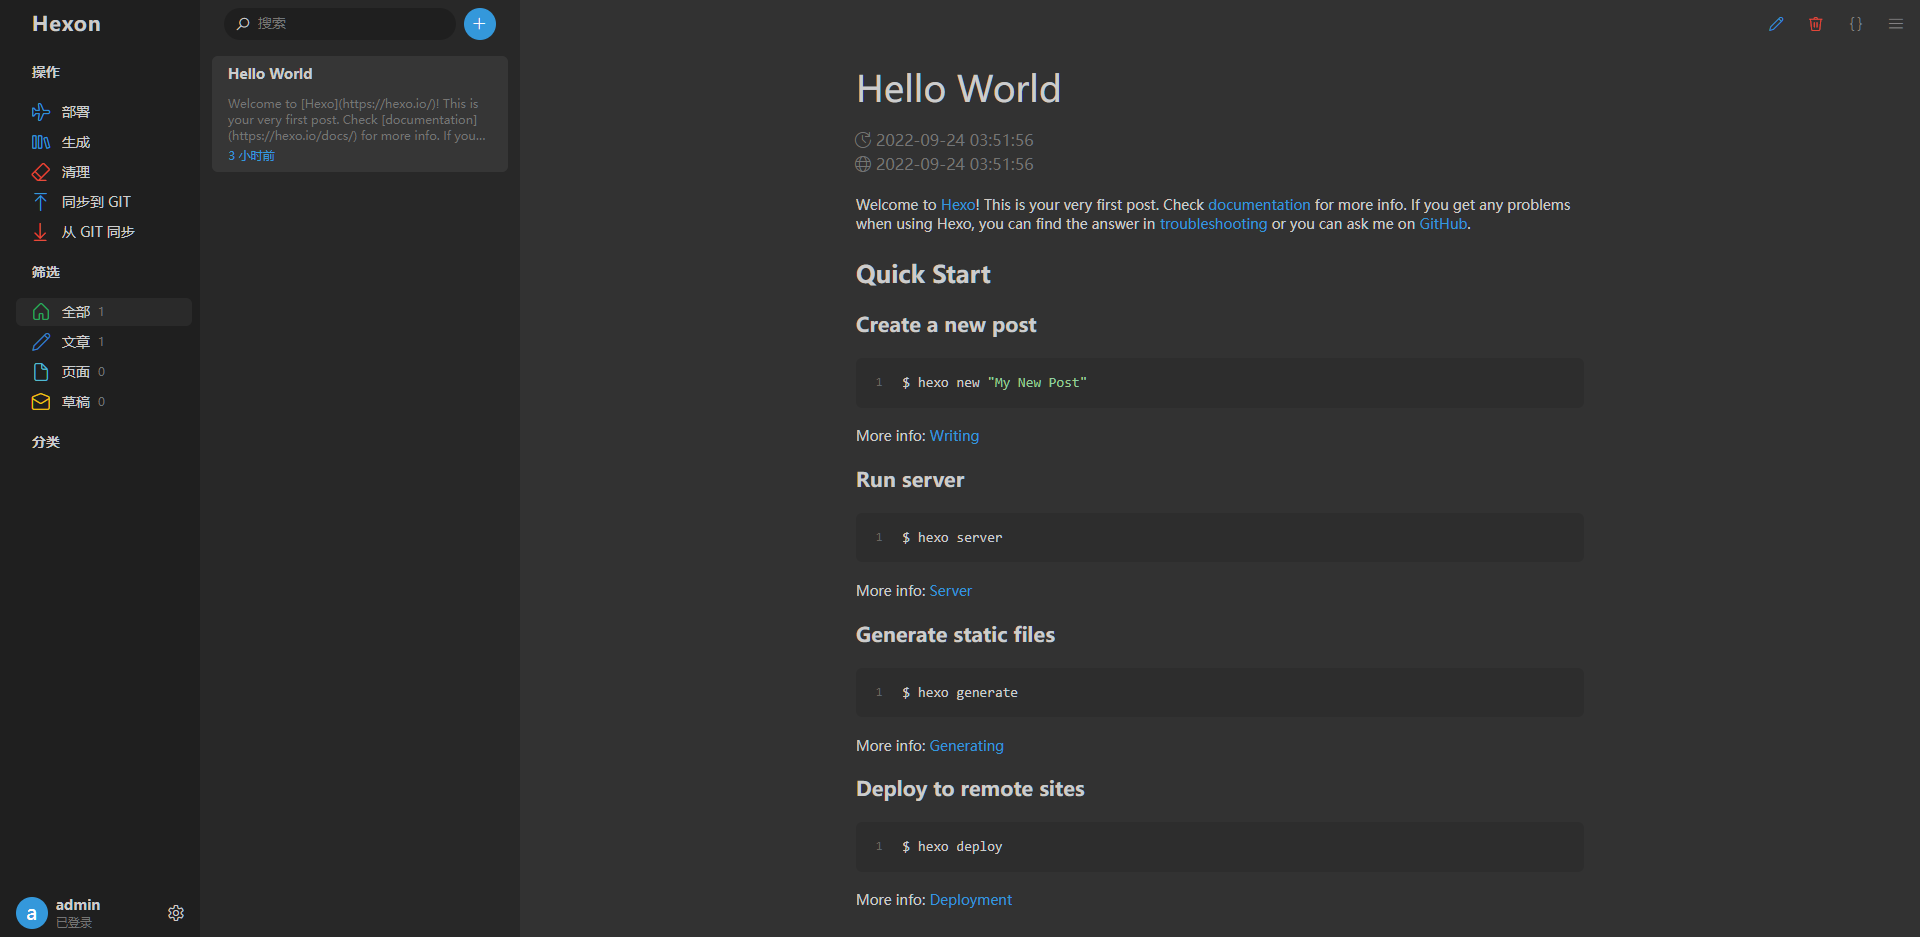 Hexon
操作
部署
生成
清理
同步到 GIT
从 GIT 同步
筛选
全部 1
文章 1
页面 0
草稿 0
分类
a
admin
已登录
搜索
Hello World
Welcome to [Hexo](https://hexo.io/)! This is
your very first post. Check [documentation]
(https://hexo.io/docs/) for more info. If you...
3 小时前
{}
Hello World
2022-09-24 03:51:56
2022-09-24 03:51:56
Welcome to Hexo! This is your very first post. Check documentation for more info. If you get any problems
when using Hexo, you can find the answer in troubleshooting or you can ask me on GitHub.
Quick Start
Create a new post
1 $ hexo new "My New Post"
More info: Writing
Run server
1 $ hexo server
More info: Server
Generate static files
1 $ hexo generate
More info: Generating
Deploy to remote sites
1 $ hexo deploy
More info: Deployment